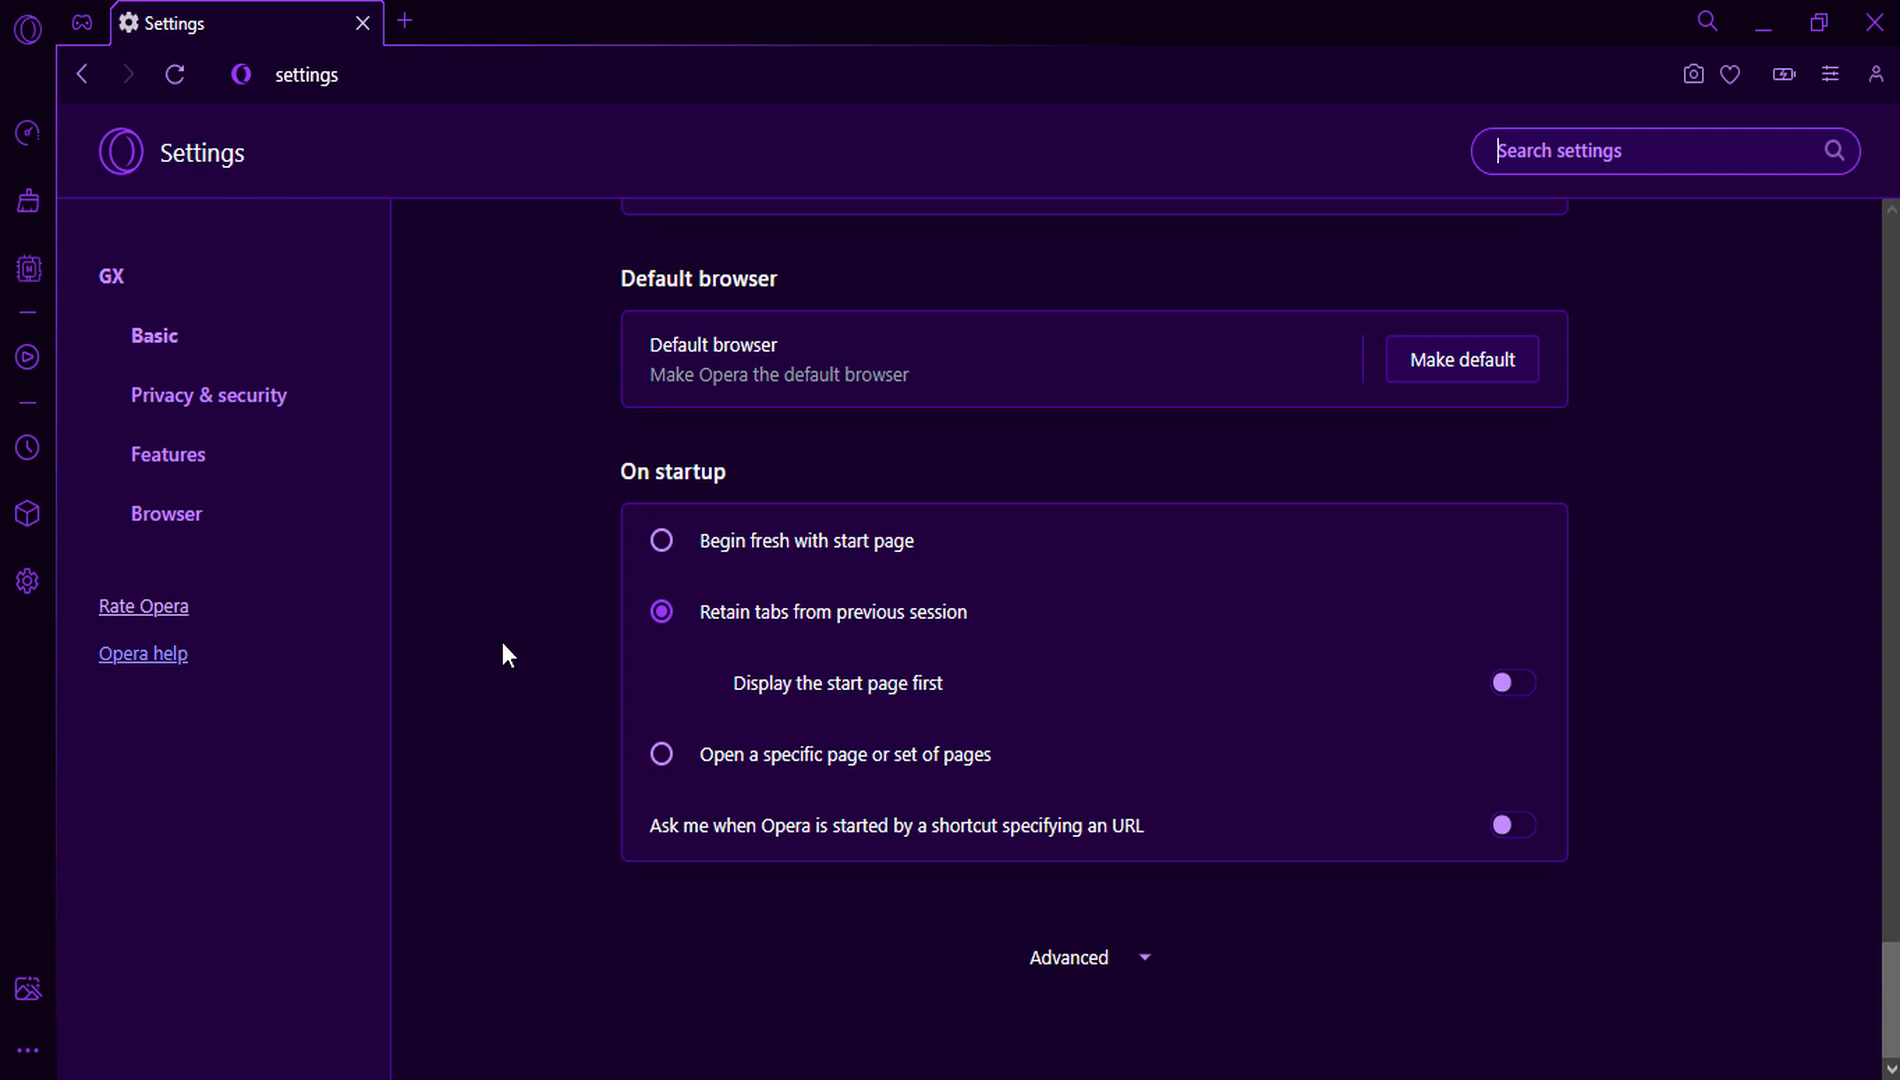 Settings
settings
Settings
Search settings
GX
Basic
Privacy & security
Features
Browser
Rate Opera
Opera help
Default browser
Default browser
Make Opera the default browser
Make default
On startup
Begin fresh with start page
Retain tabs from previous session
Display the start page first
Open a specific page or set of pages
Ask me when Opera is started by a shortcut specifying an URL
Advanced